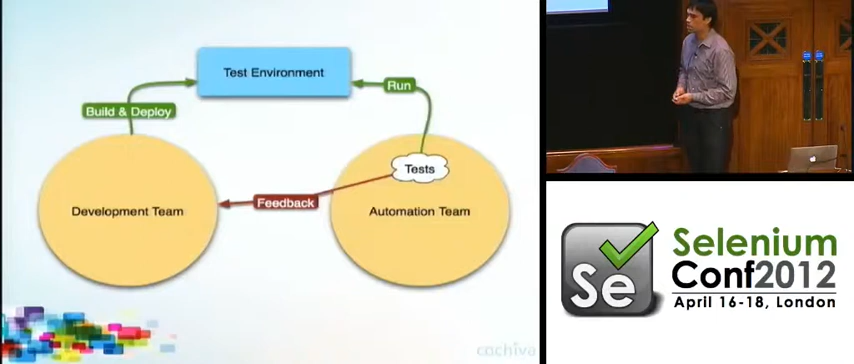 Test Environment
Build & Deploy
Run
Tests
Feedback
Development Team
Automation Team
cachiva
Se
Selenium
Conf2012
April 16-18, London